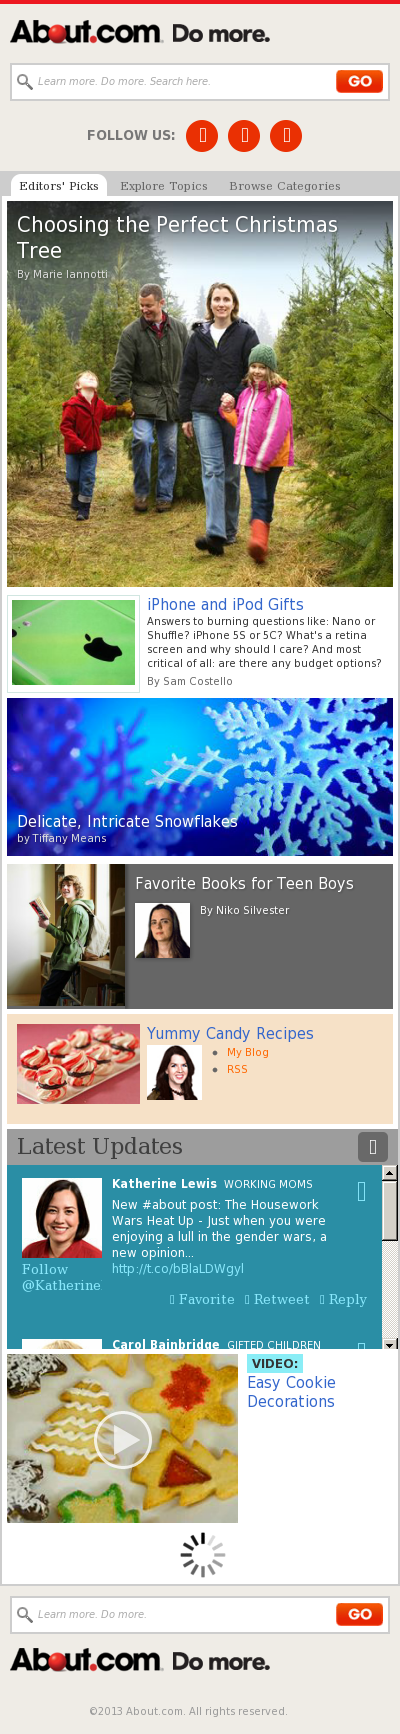 About.com. Do more.
Learn more. Do more. Search here.
GO
FOLLOW US:
Editors' Picks
Explore Topics
Browse Categories
Choosing the Perfect Christmas
Tree
By Marie Iannotti
iPhone and iPod Gifts
Answers to burning questions like: Nano or
Shuffle? iPhone 5S or 5C? What's a retina
screen and why should I care? And most
critical of all: are there any budget options?
By Sam Costello
Delicate, Intricate Snowflakes
by Tiffany Means
Favorite Books for Teen Boys
By Niko Silvester
Yummy Candy Recipes
My Blog
RSS
Latest Updates
Katherine Lewis WORKING MOMS
New #about post: The Housework
Wars Heat Up - Just when you were
enjoying a lull in the gender wars, a
new opinion...
http://t.co/bBlaLDWgyl
Follow
@Katherine
Favorite Retweet Reply
Carol Bainbridge GIFTED CHILDREN
VIDEO:
Easy Cookie
Decorations
Learn more. Do more.
GO
About.com. Do more.
©2013 About.com. All rights reserved.